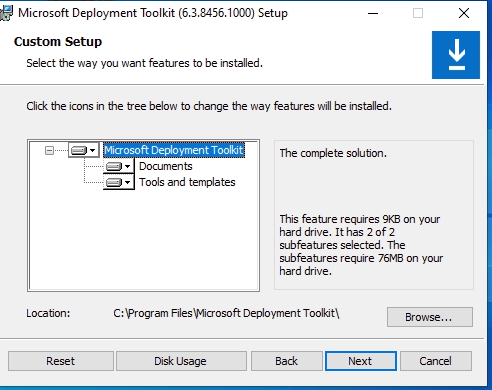 Microsoft Deployment Toolkit (6.3.8456.1000) Setup
Custom Setup
Select the way you want features to be installed.
Click the icons in the tree below to change the way features will be installed.
Microsoft Deployment Toolkit
Documents
Tools and templates
The complete solution.
This feature requires 9KB on your
hard drive. It has 2 of 2
subfeatures selected. The
subfeatures require 76MB on your
hard drive.
Location:
C:\Program Files\Microsoft Deployment Toolkit\
Browse...
Reset
Disk Usage
Back
Next
Cancel